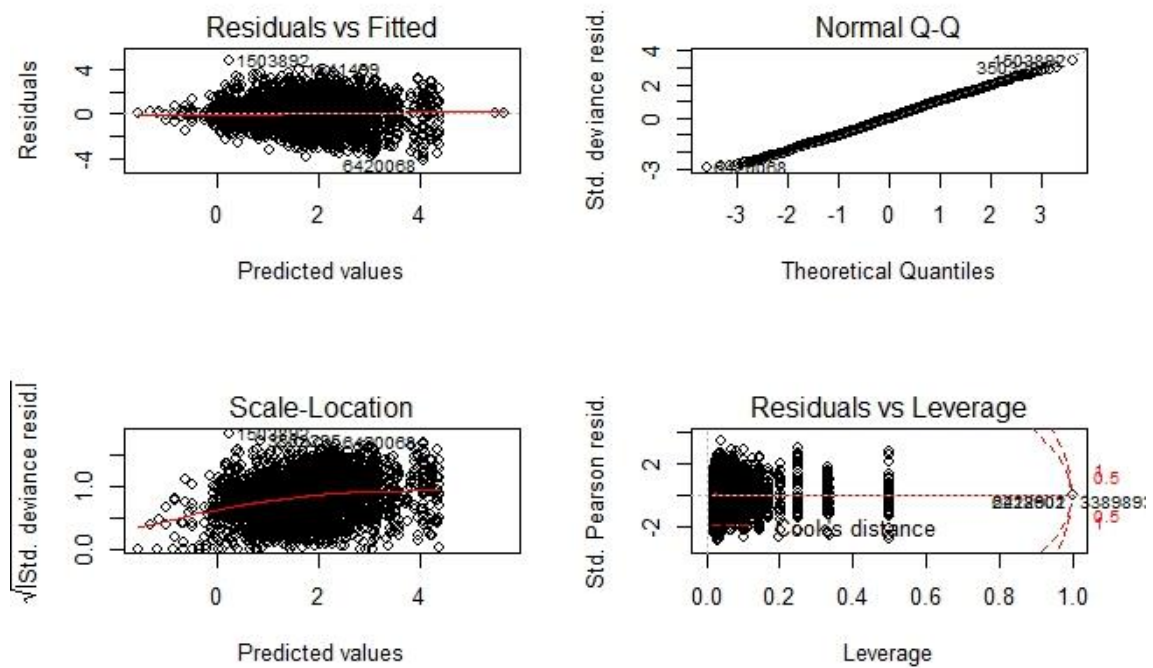 Residuals vs Fitted
Residuals
4
0
-4
1503892
6420068
0 2 4
Predicted values
Normal Q-Q
Std. deviance resid.
4
2
0
-3
1503892
6420068
-3 -2 -1 0 1 2 3
Theoretical Quantiles
Scale-Location
√|Std. deviance resid.|
1.0
0.0
1503892
6420068
0 2 4
Predicted values
Residuals vs Leverage
Std. Pearson resid.
2
-2
1
0.5
0.5
1
Cook's distance
0.0 0.2 0.4 0.6 0.8 1.0
Leverage